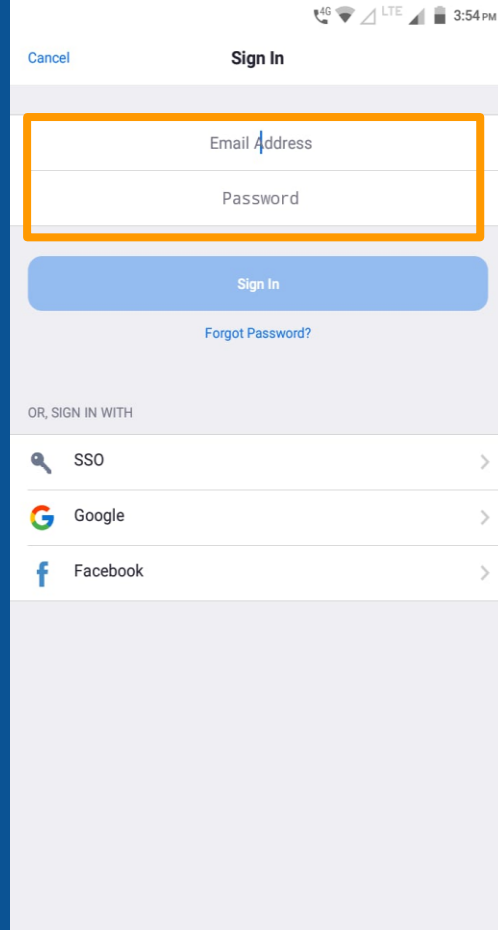 4G LTE 3:54 PM
Cancel Sign In
Email Address
Password
Sign In
Forgot Password?
OR, SIGN IN WITH
SSO
Google
Facebook